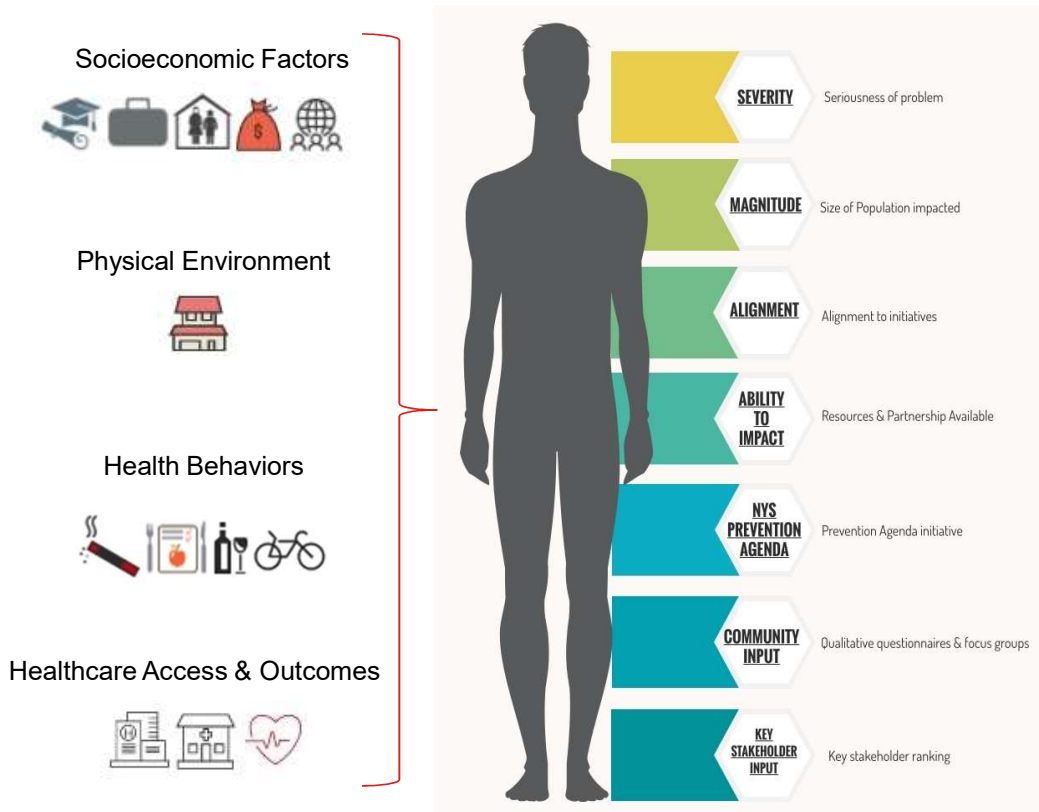 Socioeconomic Factors
$
Physical Environment
Health Behaviors
Healthcare Access & Outcomes
H
SEVERITY
Seriousness of problem
MAGNITUDE
Size of Population impacted
ALIGNMENT
Alignment to initiatives
ABILITY
TO
IMPACT
Resources & Partnership Available
NYS
PREVENTION
AGENDA
Prevention Agenda initiative
COMMUNITY
INPUT
Qualitative questionnaires & focus groups
KEY
STAKEHOLDER
INPUT
Key stakeholder ranking